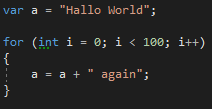 var a = "Hallo World";
for (int i = 0; i < 100; i++)
{
a = a + " again";
}